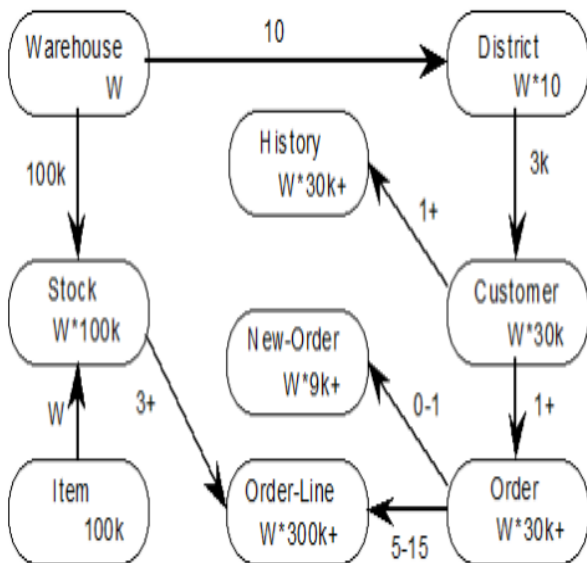 Warehouse
W
10
District
W*10
100k
History
W*30k+
1+
3k
Stock
W*100k
New-Order
W*9k+
Customer
W*30k
W
3+
0-1
1+
Item
100k
Order-Line
W*300k+
5-15
Order
W*30k+